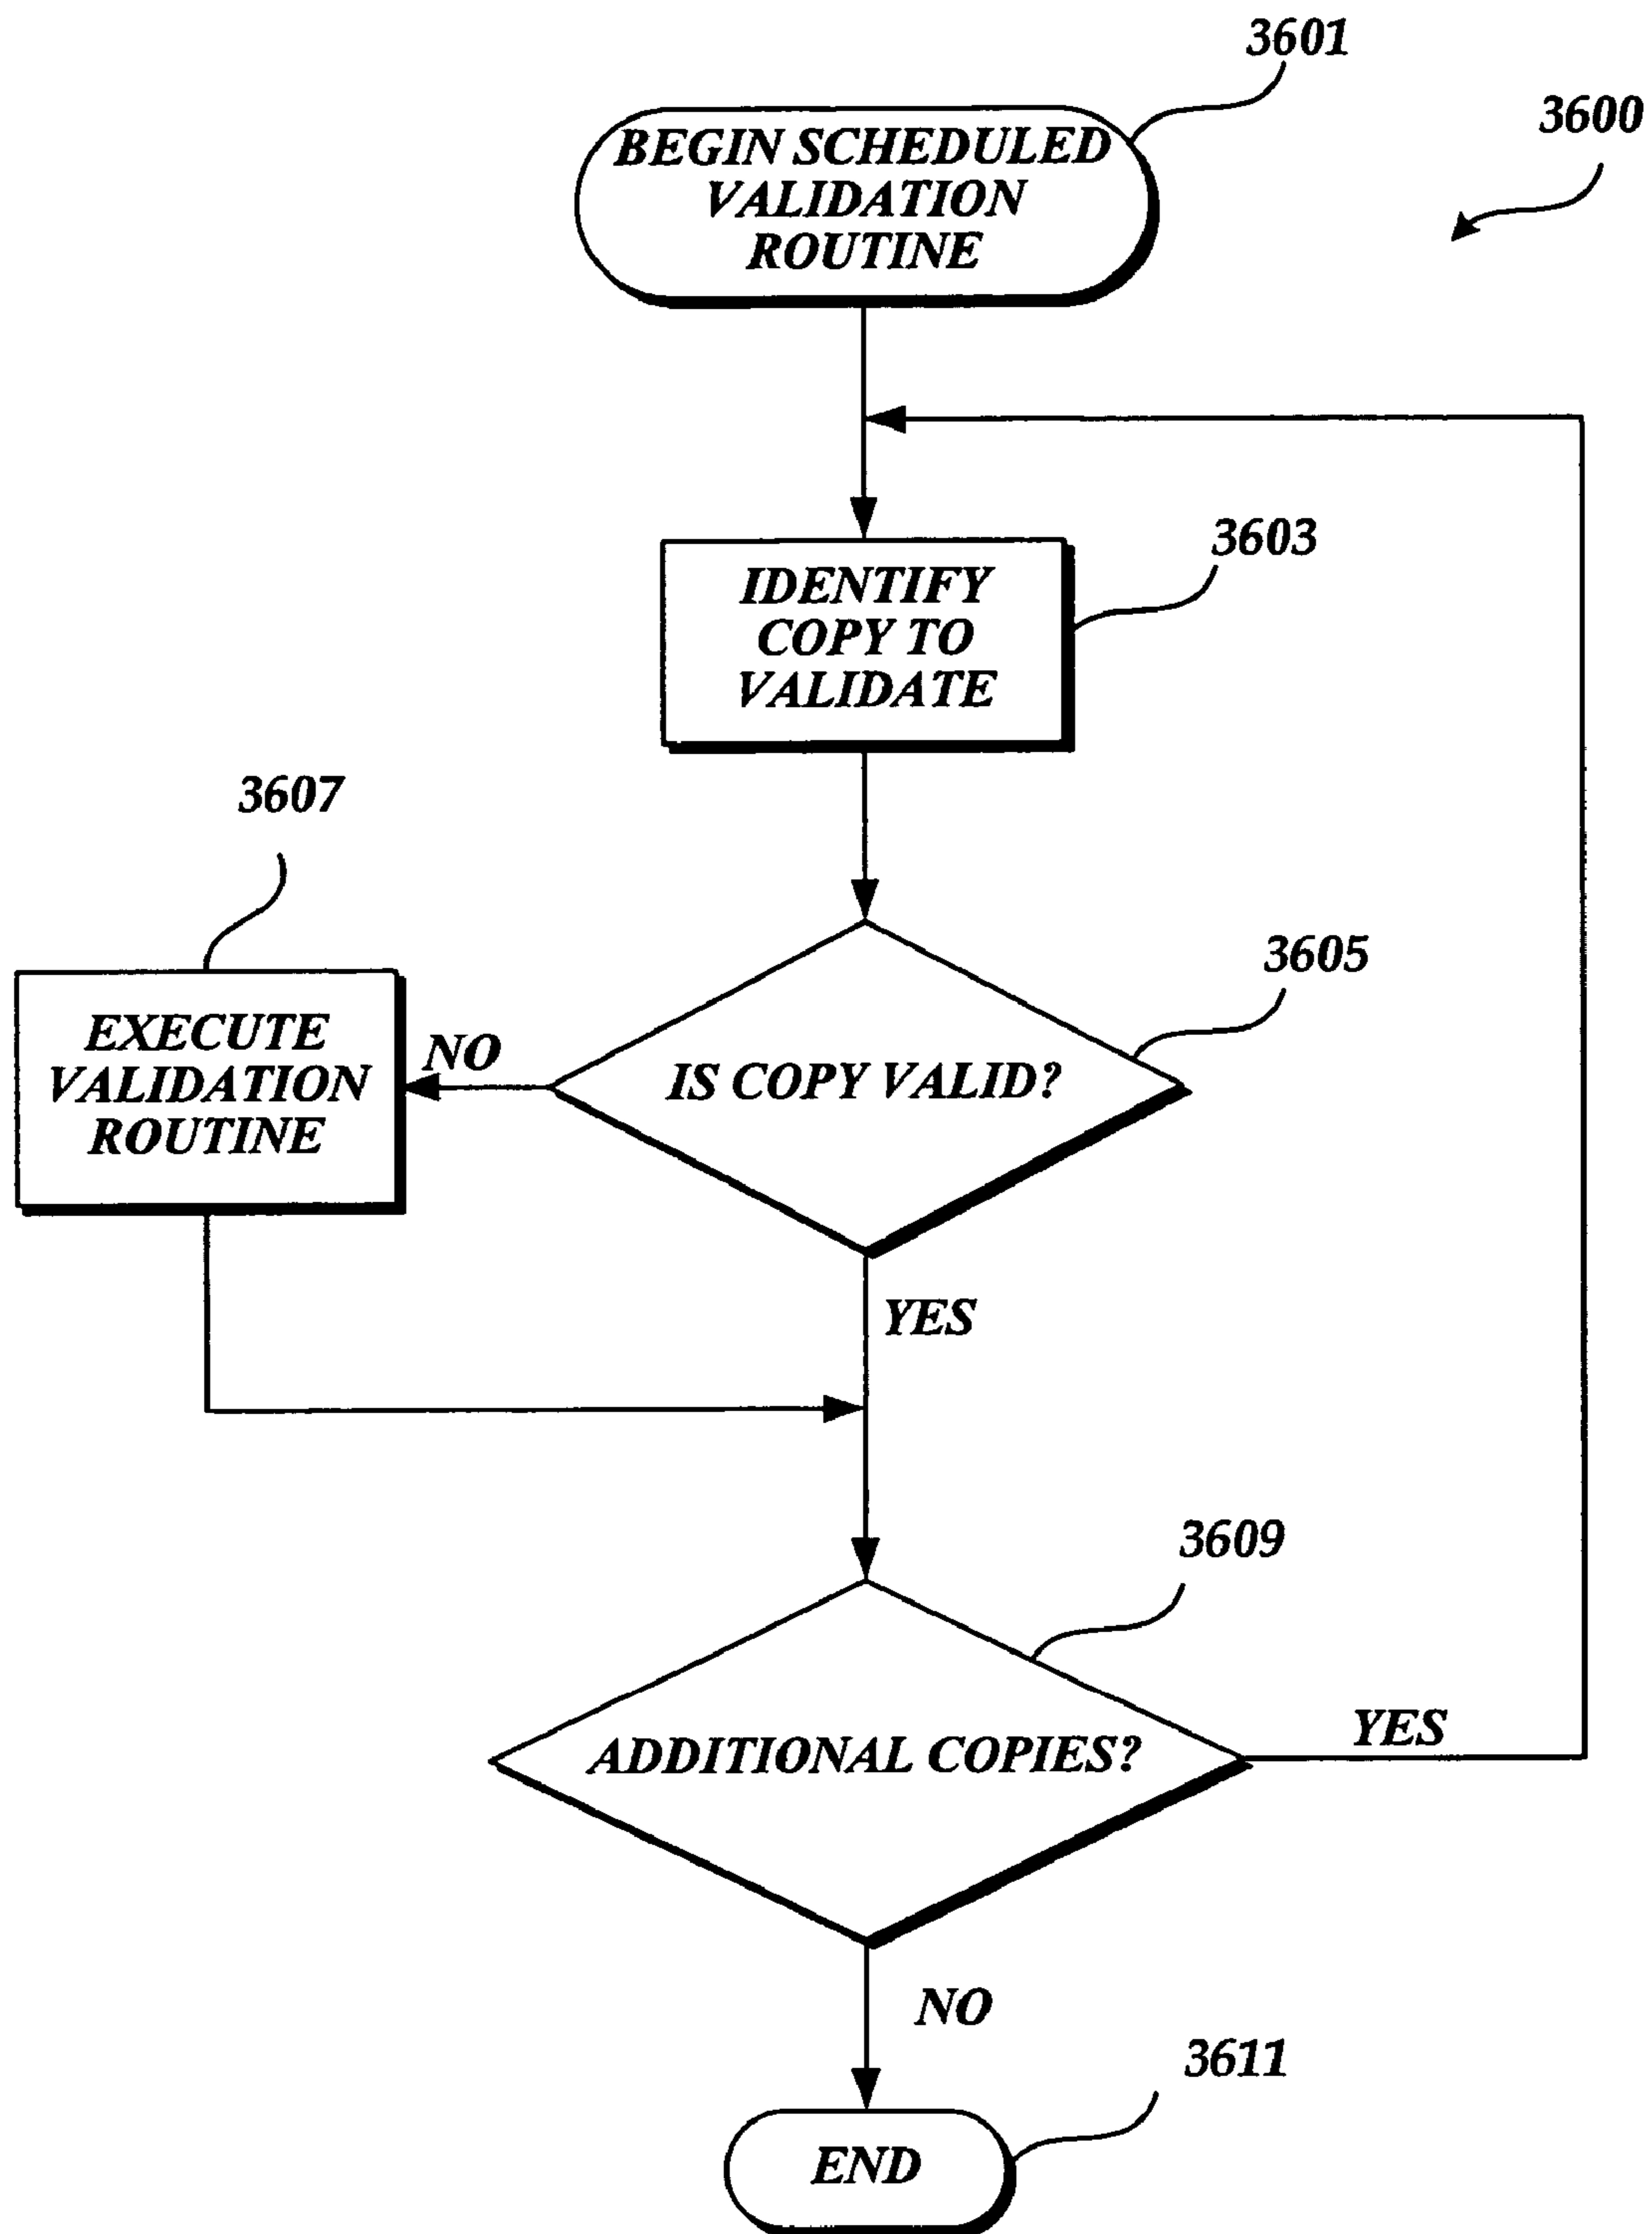 3601
3600
BEGIN SCHEDULED
VALIDATION
ROUTINE
3603
IDENTIFY
COPY TO
VALIDATE
3607
3605
EXECUTE
VALIDATION
ROUTINE
NO
IS COPY VALID?
YES
3609
ADDITIONAL COPIES?
YES
NO
3611
END